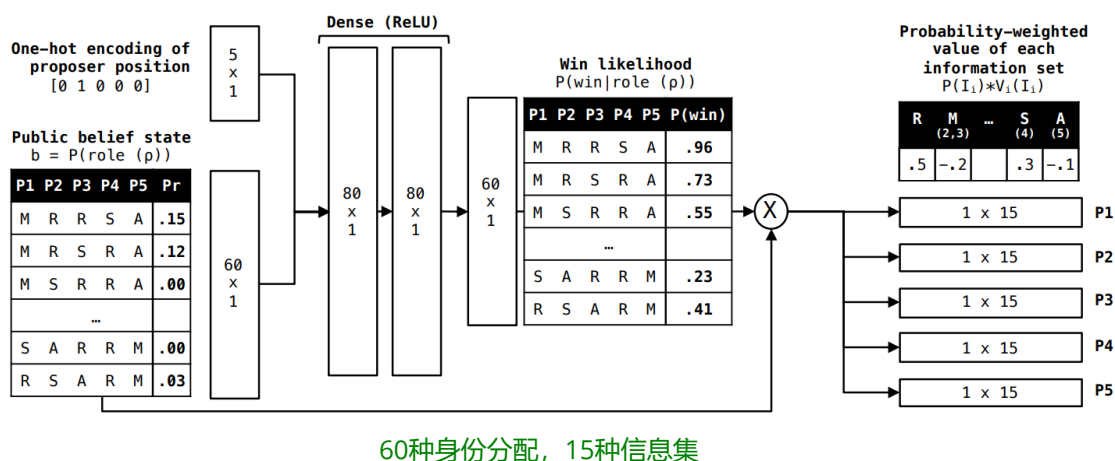 Dense (ReLU)
One-hot encoding of
proposer position
[0 1 0 0 0]
5
x
1
Public belief state
b = P(role (ρ))
P1 P2 P3 P4 P5 Pr
M R R S A .15
M R S R A .12
M S R R A .00
…
S A R R M .00
R S A R M .03
60
x
1
80
x
1
80
x
1
60
x
1
Win likelihood
P(win|role (ρ))
P1 P2 P3 P4 P5 P(win)
M R R S A .96
M R S R A .73
M S R R A .55
…
S A R R M .23
R S A R M .41
X
Probability-weighted
value of each
information set
P(Iᵢ)*Vᵢ(Iᵢ)
R M … S A
(2,3) (4) (5)
.5 -.2 .3 -.1
1 x 15 P1
1 x 15 P2
1 x 15 P3
1 x 15 P4
1 x 15 P5
60种身份分配，15种信息集